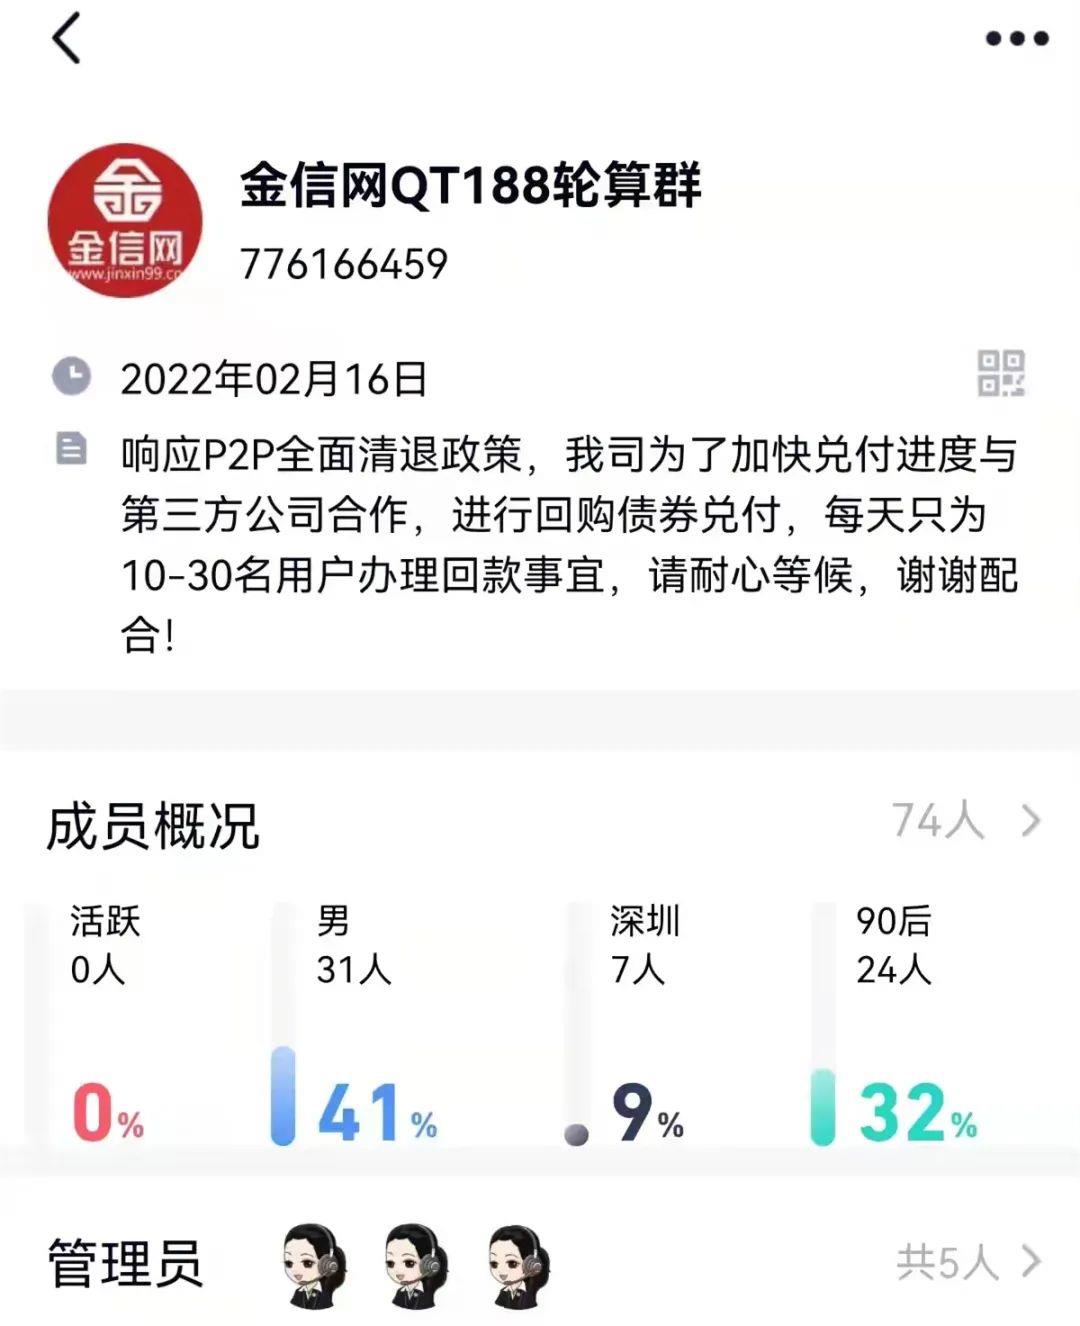 金信网
www.jinxin99.co
金信网QT188轮算群
776166459
2022年02月16日
响应P2P全面清退政策，我司为了加快兑付进度与
第三方公司合作，进行回购债券兑付，每天只为
10-30名用户办理回款事宜，请耐心等候，谢谢配
合！
成员概况
74人
活跃
0人
0%
男
31人
41%
深圳
7人
9%
90后
24人
32%
管理员
共5人